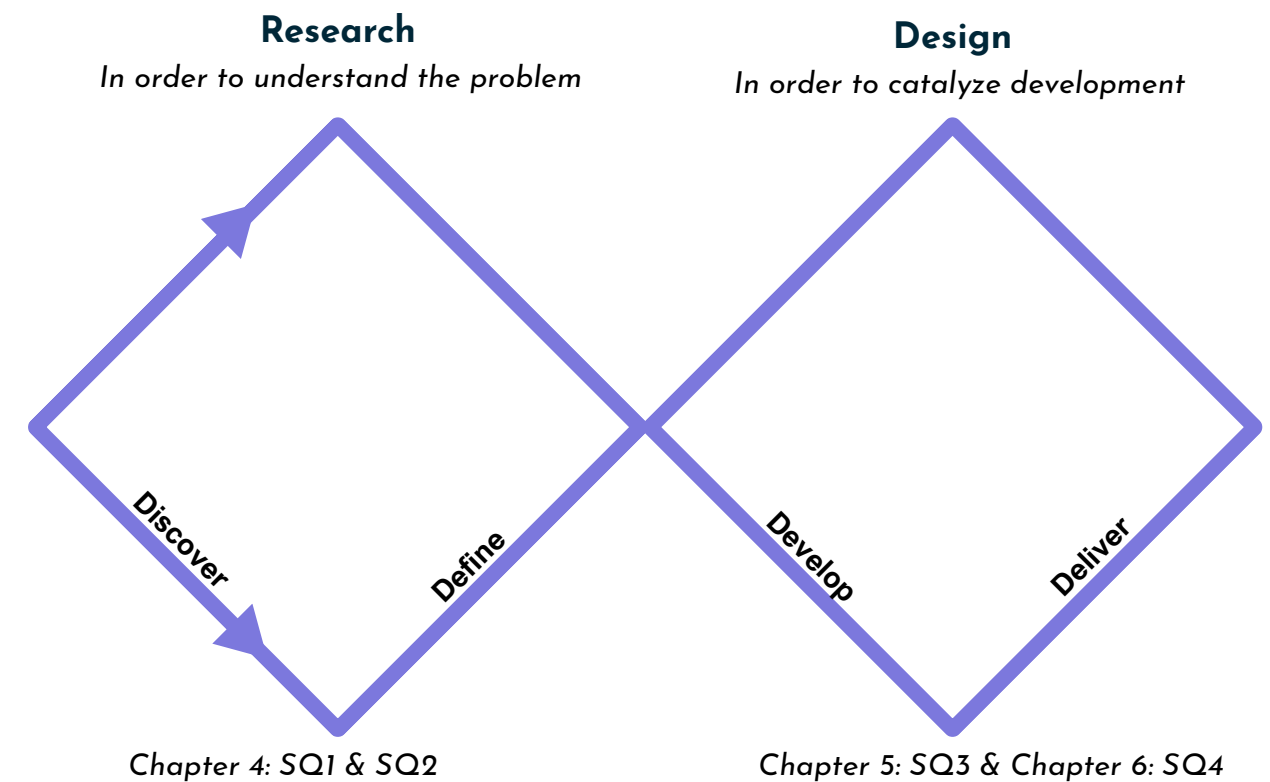 Research
In order to understand the problem
Design
In order to catalyze development
Discover
Define
Develop
Deliver
Chapter 4: SQ1 & SQ2
Chapter 5: SQ3 & Chapter 6: SQ4